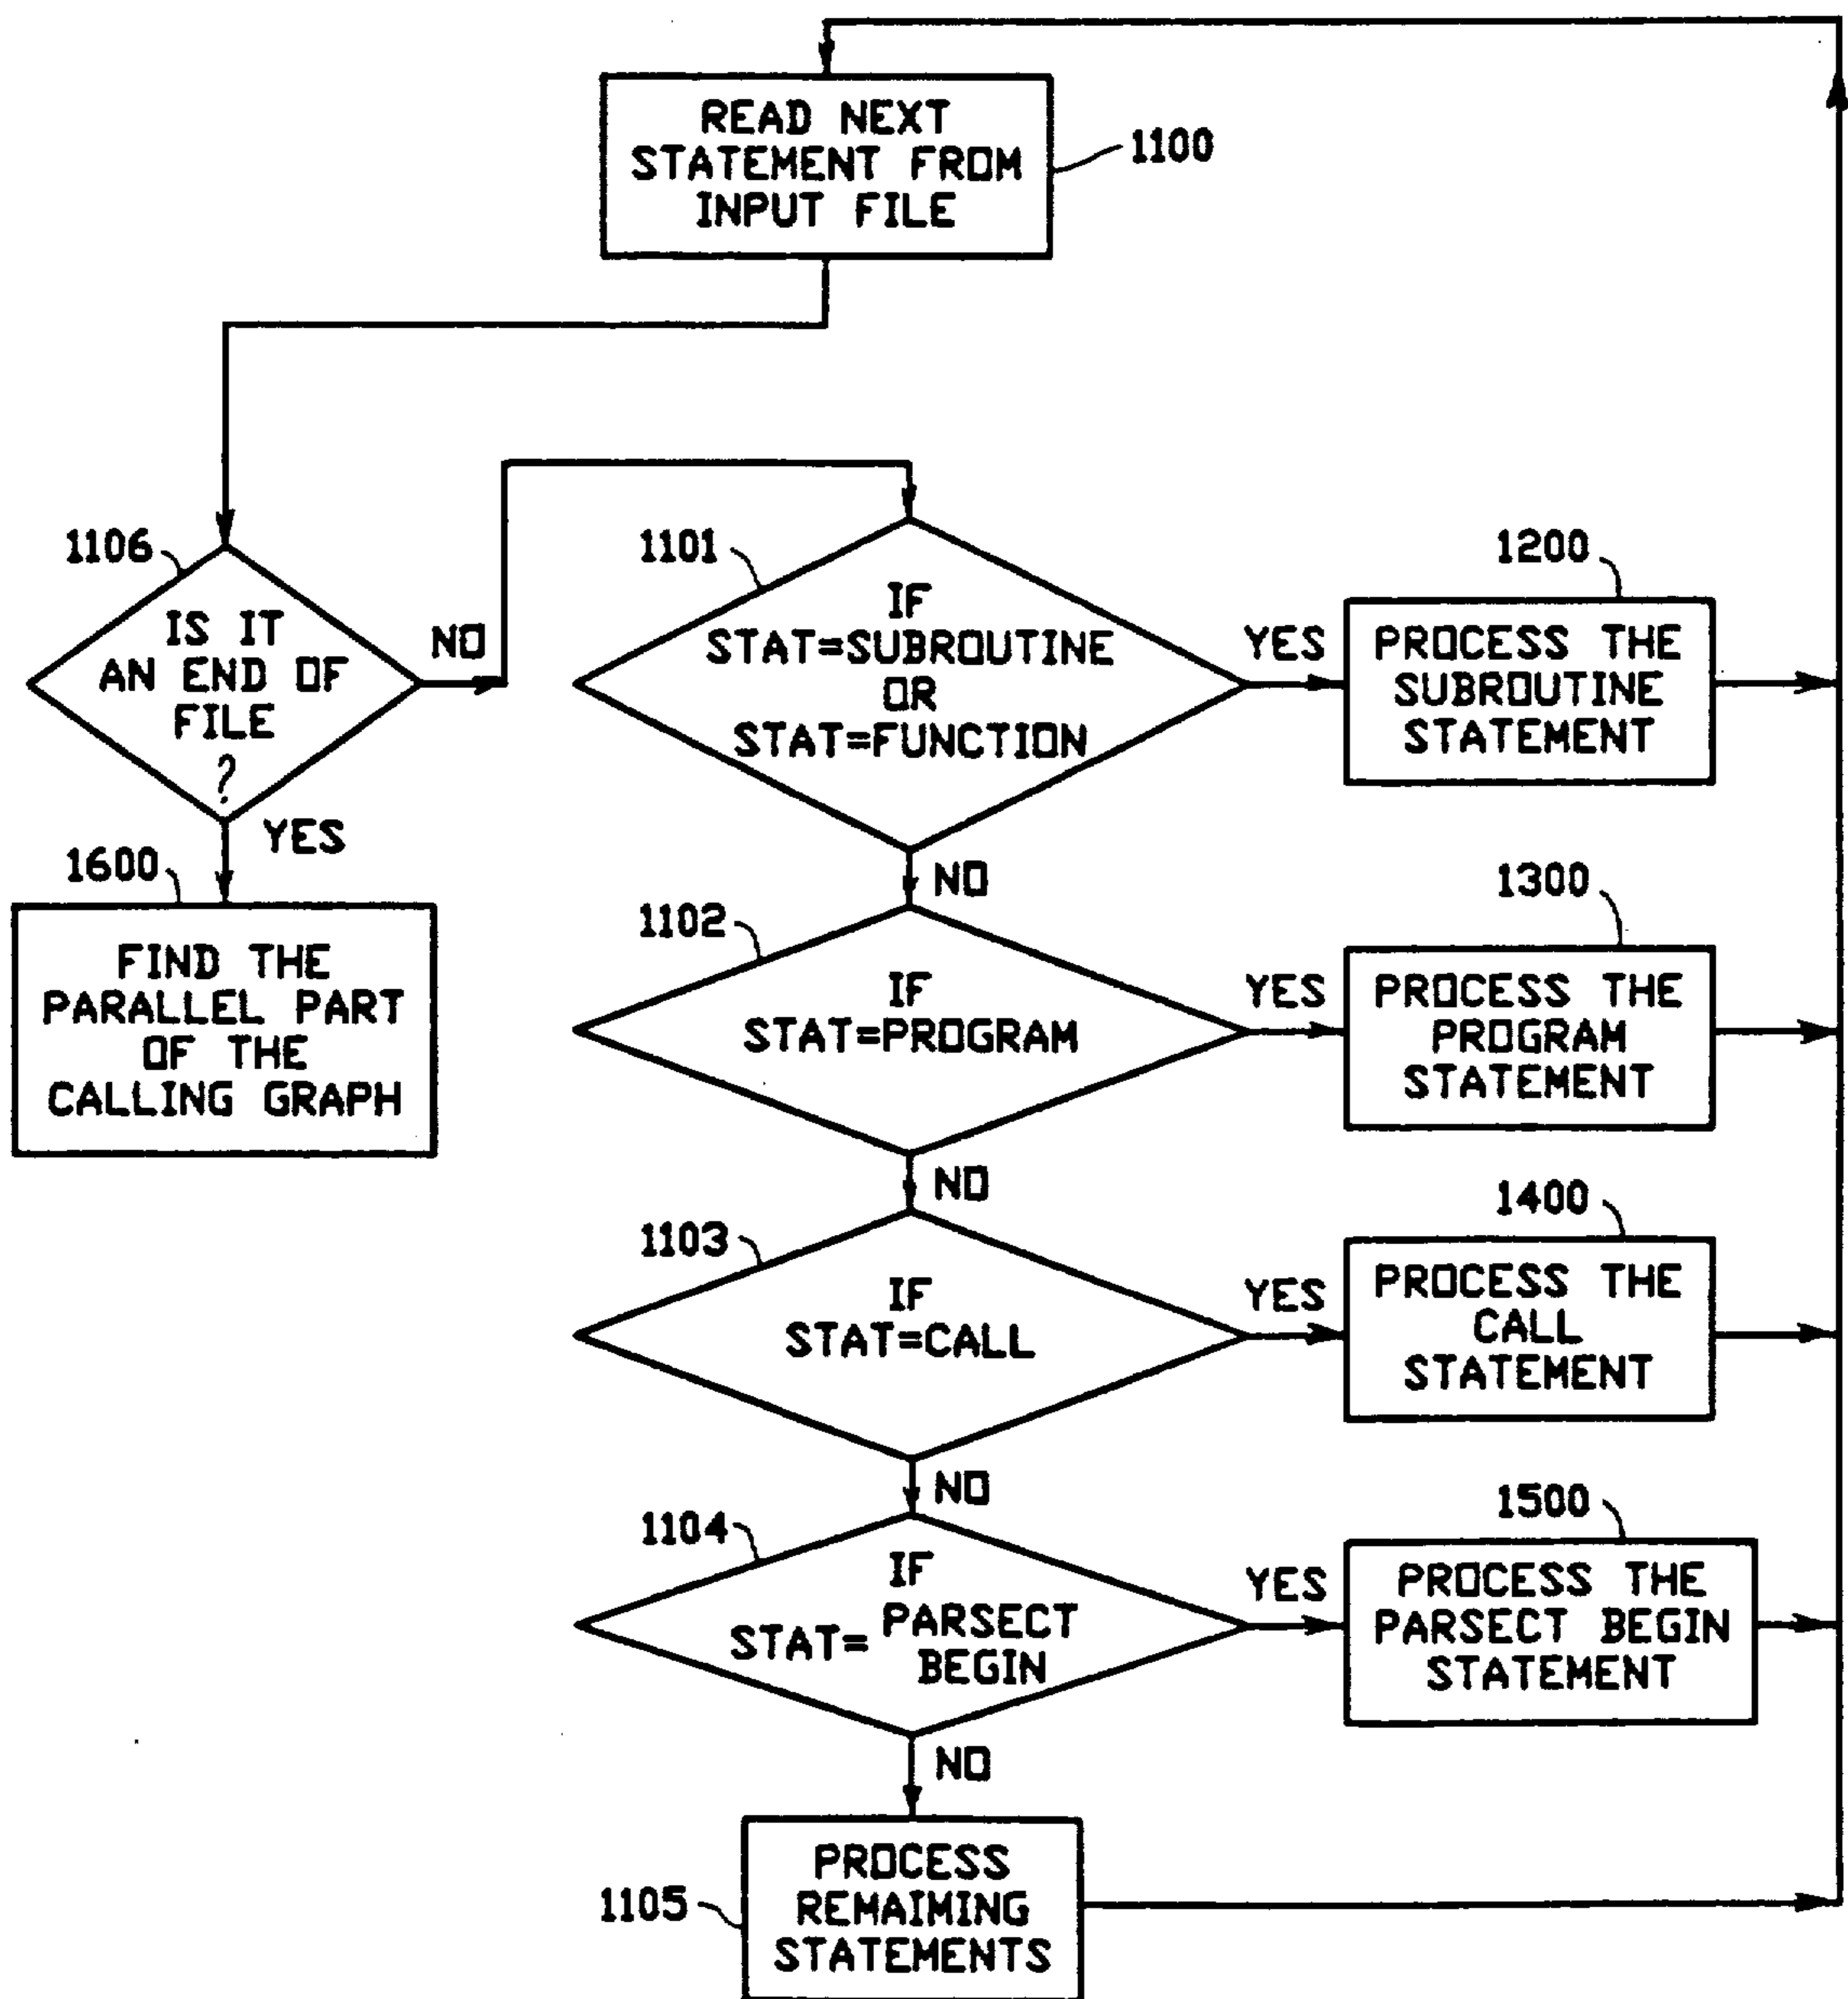 READ NEXT
STATEMENT FROM
INPUT FILE
1100
1106
IS IT
AN END OF
FILE
?
NO
YES
1600
FIND THE
PARALLEL PART
OF THE
CALLING GRAPH
1101
IF
STAT=SUBROUTINE
OR
STAT=FUNCTION
YES
NO
1200
PROCESS THE
SUBROUTINE
STATEMENT
1102
IF
STAT=PROGRAM
YES
NO
1300
PROCESS THE
PROGRAM
STATEMENT
1103
IF
STAT=CALL
YES
NO
1400
PROCESS THE
CALL
STATEMENT
1104
IF
STAT= PARSECT
BEGIN
YES
NO
1500
PROCESS THE
PARSECT BEGIN
STATEMENT
1105
PROCESS
REMAIMING
STATEMENTS